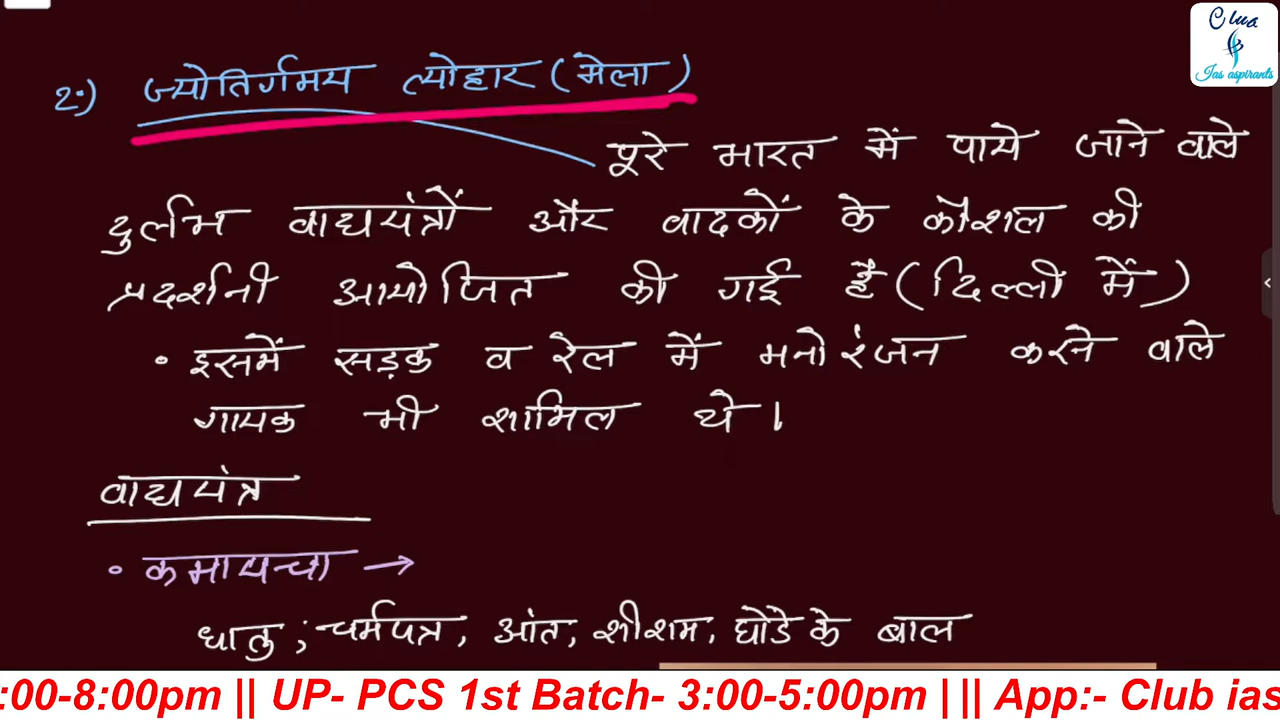 Club
Ias aspirants
2.) ज्योतिर्गमय त्योहार (मेला)
पूरे भारत में पाये जाने वाले
दुर्लभ वाद्ययंत्रों और वादकों के कौशल की
प्रदर्शनी आयोजित की गई है (दिल्ली में)
• इसमें सड़क व रेल में मनोरंजन करने वाले
गायक भी शामिल थे।
वाद्ययंत्र
• कमायचा →
धातु; चर्मपत्र, आंत, शीशम, घोडे के बाल
:00-8:00pm || UP- PCS 1st Batch- 3:00-5:00pm | || App:- Club ias